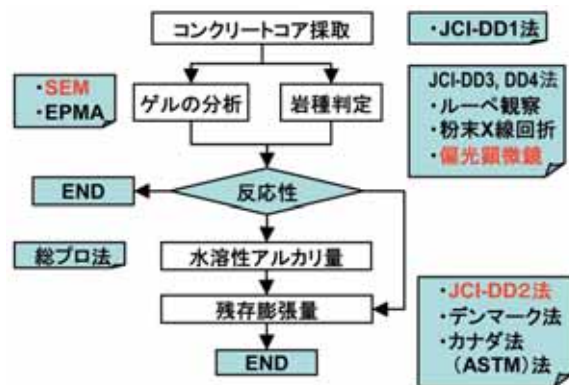 コンクリートコア採取
・JCI-DD1法
・SEM
・EPMA
ゲルの分析
岩種判定
JCI-DD3, DD4法
・ルーペ観察
・粉末X線回折
・偏光顕微鏡
END
反応性
総プロ法
水溶性アルカリ量
残存膨張量
・JCI-DD2法
・デンマーク法
・カナダ法
（ASTM）法
END